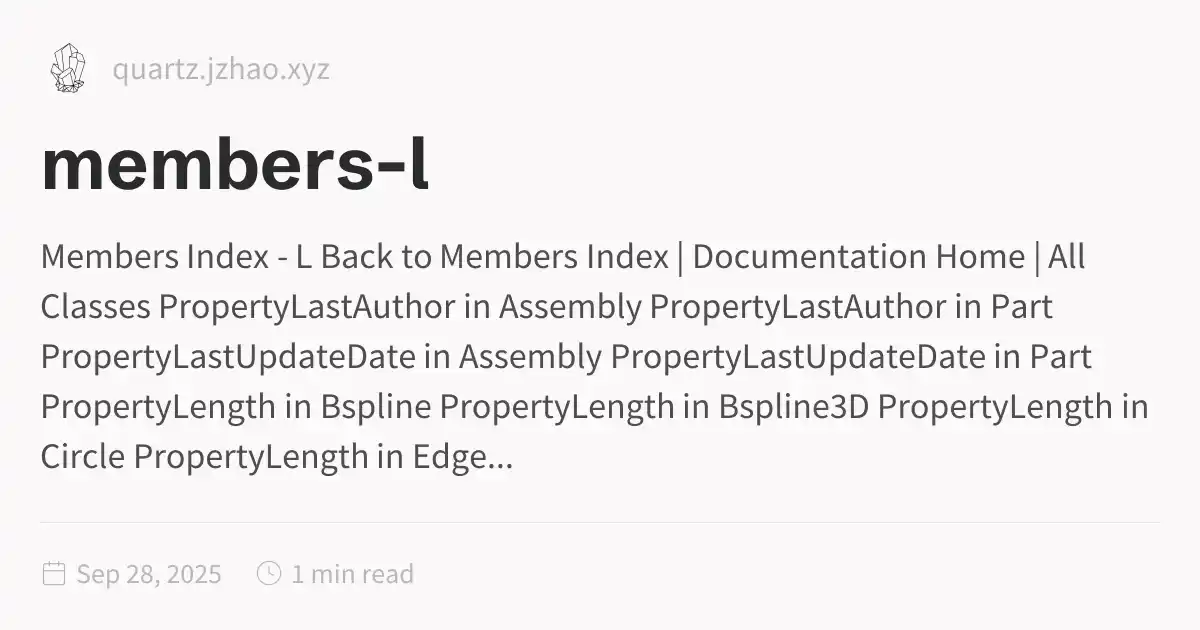 quartz.jzhao.xyz
members-l
Members Index - L Back to Members Index | Documentation Home | All
Classes PropertyLastAuthor in Assembly PropertyLastAuthor in Part
PropertyLastUpdateDate in Assembly PropertyLastUpdateDate in Part
PropertyLength in Bspline PropertyLength in Bspline3D PropertyLength in
Circle PropertyLength in Edge...
Sep 28, 2025 1 min read